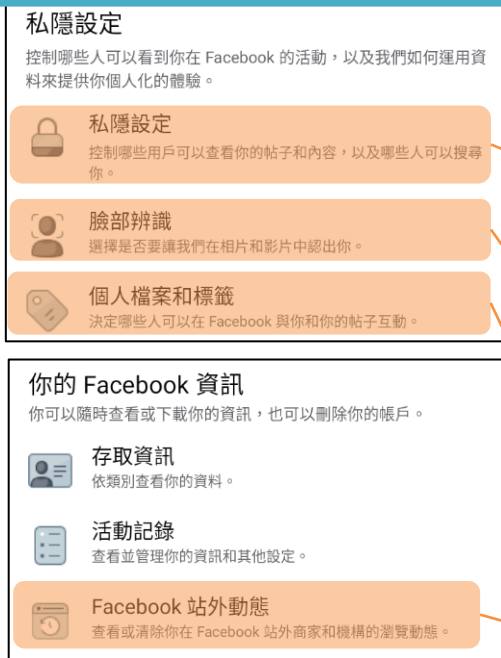 私隱設定
控制哪些人可以看到你在 Facebook 的活動，以及我們如何運用資
料來提供你個人化的體驗。
私隱設定
控制哪些用戶可以查看你的帖子和內容，以及哪些人可以搜尋
你。
臉部辨識
選擇是否要讓我們在相片和影片中認出你。
個人檔案和標籤
決定哪些人可以在 Facebook 與你和你的帖子互動。
你的 Facebook 資訊
你可以隨時查看或下載你的資訊，也可以刪除你的帳戶。
存取資訊
依類別查看你的資料。
活動記錄
查看並管理你的資訊和其他設定。
Facebook 站外動態
查看或清除你在 Facebook 站外商家和機構的瀏覽動態。